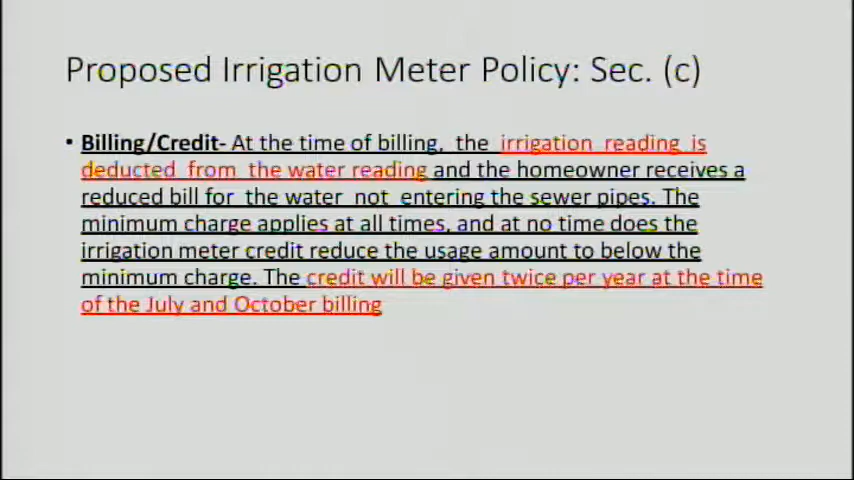 Proposed Irrigation Meter Policy: Sec. (c)
• Billing/Credit- At the time of billing, the irrigation reading is
deducted from the water reading and the homeowner receives a
reduced bill for the water not entering the sewer pipes. The
minimum charge applies at all times, and at no time does the
irrigation meter credit reduce the usage amount to below the
minimum charge. The credit will be given twice per year at the time
of the July and October billing